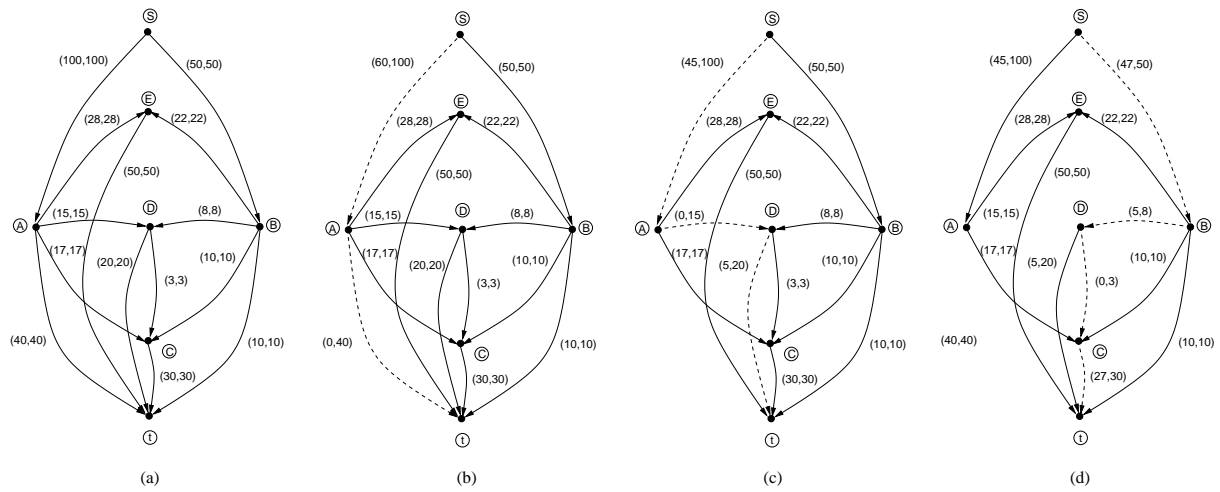 S
(100,100)
(50,50)
E
(28,28)
(22,22)
(50,50)
A
(15,15)
D
(8,8)
B
(17,17)
(20,20)
(10,10)
(3,3)
(40,40)
C
(10,10)
(30,30)
t
(a)
S
(60,100)
(50,50)
E
(28,28)
(22,22)
(50,50)
A
(15,15)
D
(8,8)
B
(17,17)
(20,20)
(10,10)
(3,3)
(0,40)
C
(10,10)
(30,30)
t
(b)
S
(45,100)
(50,50)
E
(28,28)
(22,22)
(50,50)
A
(0,15)
D
(8,8)
B
(17,17)
(5,20)
(10,10)
(3,3)
C
(10,10)
(30,30)
t
(c)
S
(45,100)
(47,50)
E
(28,28)
(22,22)
(50,50)
A
(15,15)
D
(5,8)
B
(17,17)
(5,20)
(10,10)
(0,3)
(40,40)
C
(10,10)
(27,30)
t
(d)